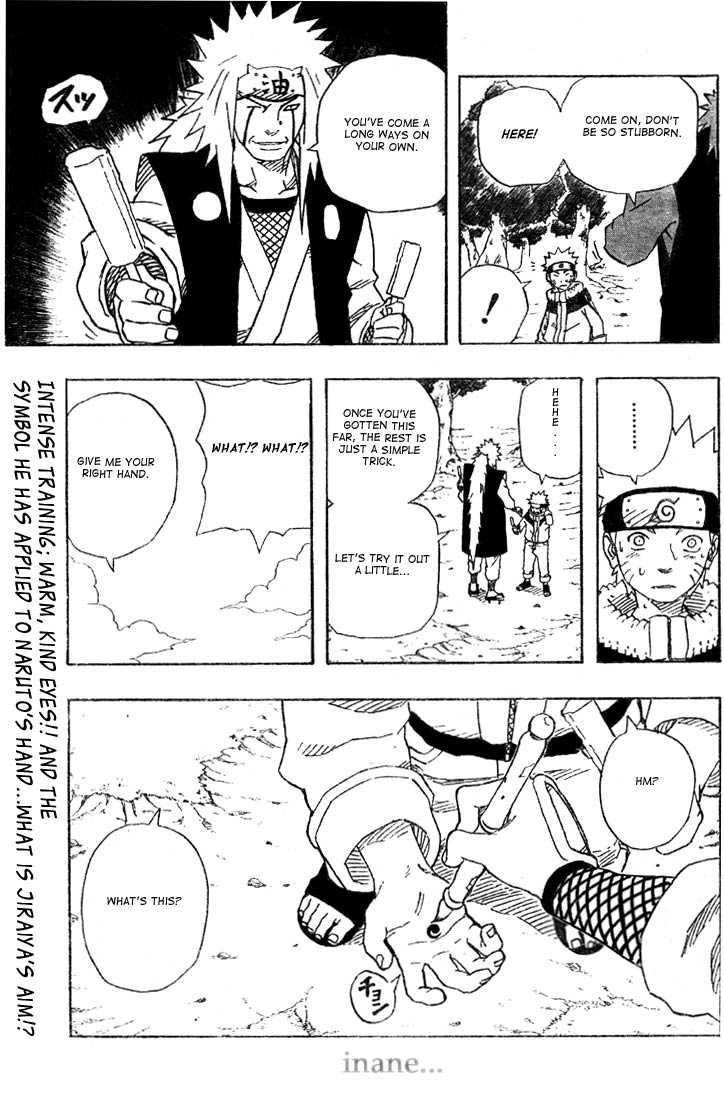 COME ON, DON'T
BE SO STUBBORN.
HERE!
!
YOU'VE COME A
LONG WAYS ON
YOUR OWN.
油
スッ
........
HEHE...
ONCE YOU'VE
GOTTEN THIS
FAR, THE REST IS
JUST A SIMPLE
TRICK.
LET'S TRY IT OUT
A LITTLE...
WHAT!? WHAT!?
GIVE ME YOUR
RIGHT HAND.
HM?
WHAT'S THIS?
チョン
INTENSE TRAINING; WARM, KIND EYES!! AND THE
SYMBOL HE HAS APPLIED TO NARUTO'S HAND...WHAT IS JIRAIYA'S AIM!?
inane...